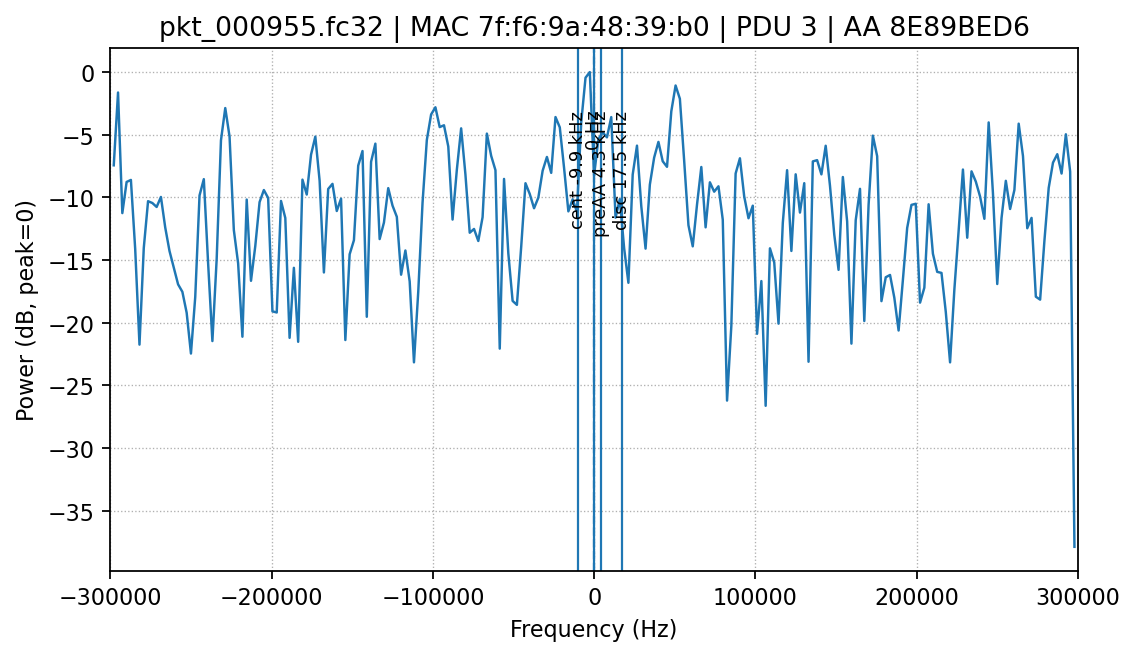 pkt_000955.fc32 | MAC 7f:f6:9a:48:39:b0 | PDU 3 | AA 8E89BED6
Power (dB, peak=0)
0
−5
−10
−15
−20
−25
−30
−35
cent -9.9 kHz
0 Hz
preAA 4.3 kHz
disc 17.5 kHz
−300000
−200000
−100000
0
100000
200000
300000
Frequency (Hz)